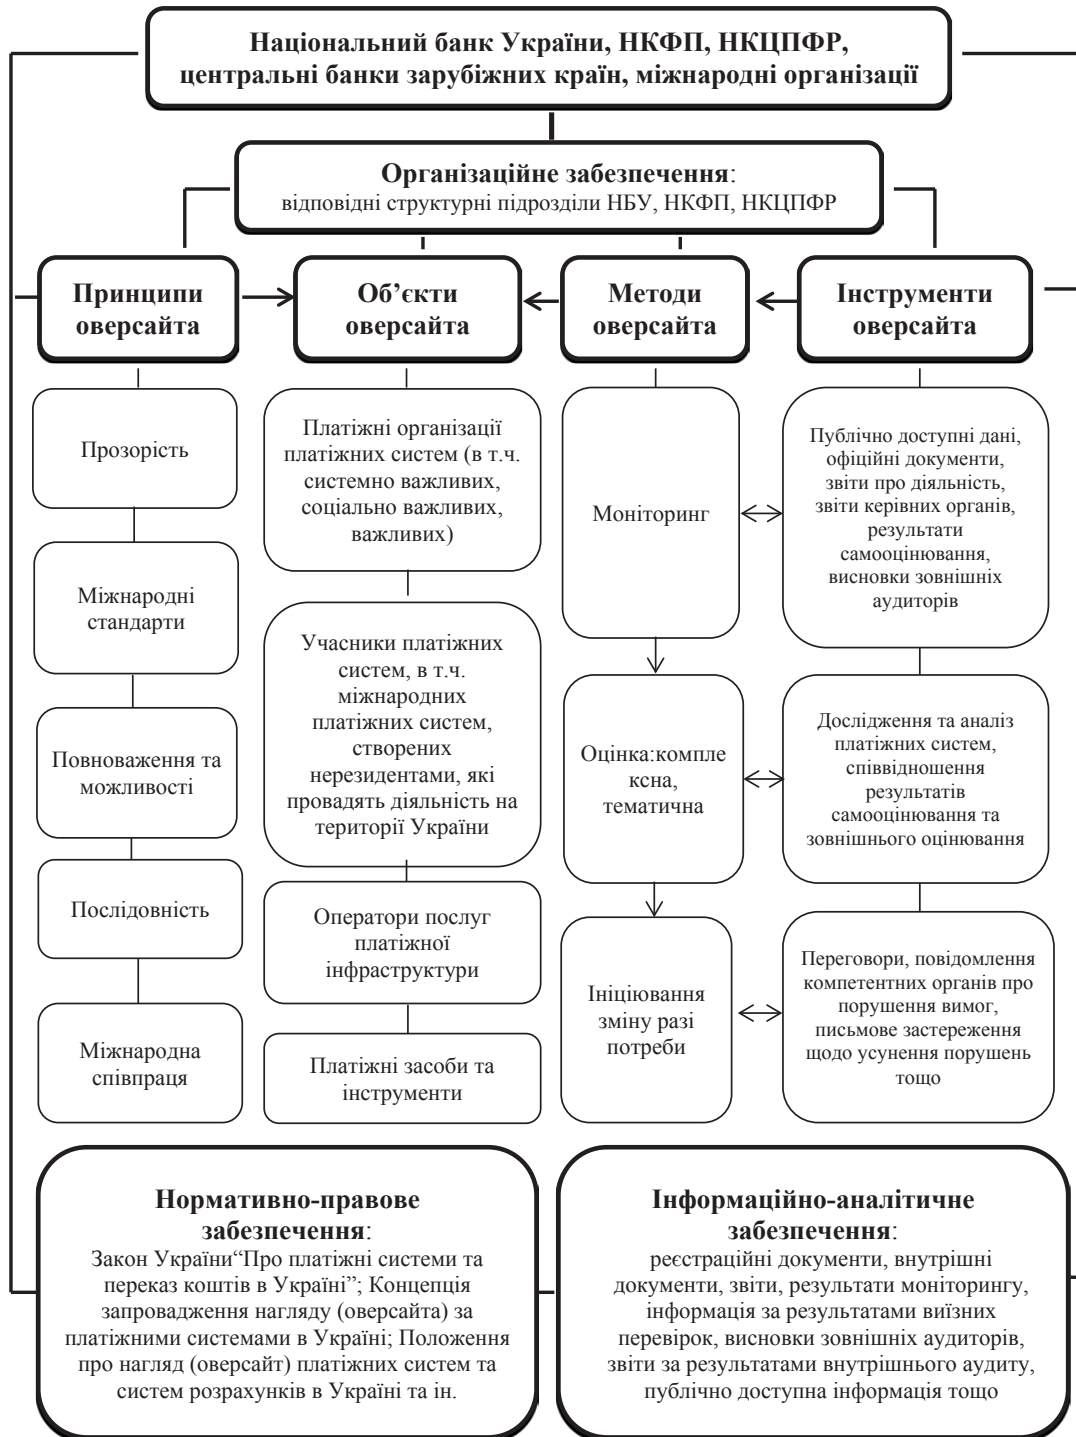 Національний банк України, НКФП, НКЦПФР,
центральні банки зарубіжних країн, міжнародні організації
Організаційне забезпечення:
відповідні структурні підрозділи НБУ, НКФП, НКЦПФР
Принципи
оверсайта
Об’єкти
оверсайта
Методи
оверсайта
Інструменти
оверсайта
Прозорість
Міжнародні
стандарти
Повноваження та
можливості
Послідовність
Міжнародна
співпраця
Платіжні організації
платіжних систем (в т.ч.
системно важливих,
соціально важливих,
важливих)
Учасники платіжних
систем, в т.ч.
міжнародних
платіжних систем,
створених
нерезидентами, які
провадять діяльність на
території України
Оператори послуг
платіжної
інфраструктури
Платіжні засоби та
інструменти
Моніторинг
Оцінка:компле
ксна,
тематична
Ініціювання
зміну разі
потреби
Публічно доступні дані,
офіційні документи,
звіти про діяльність,
звіти керівних органів,
результати
самооцінювання,
висновки зовнішніх
аудиторів
Дослідження та аналіз
платіжних систем,
співвідношення
результатів
самооцінювання та
зовнішнього оцінювання
Переговори, повідомлення
компетентних органів про
порушення вимог,
письмове застереження
щодо усунення порушень
тощо
Нормативно-правове
забезпечення:
Закон України“Про платіжні системи та
переказ коштів в Україні”; Концепція
запровадження нагляду (оверсайта) за
платіжними системами в Україні; Положення
про нагляд (оверсайт) платіжних систем та
систем розрахунків в Україні та ін.
Інформаційно-аналітичне
забезпечення:
реєстраційні документи, внутрішні
документи, звіти, результати моніторингу,
інформація за результатами виїзних
перевірок, висновки зовнішніх аудиторів,
звіти за результатами внутрішнього аудиту,
публічно доступна інформація тощо